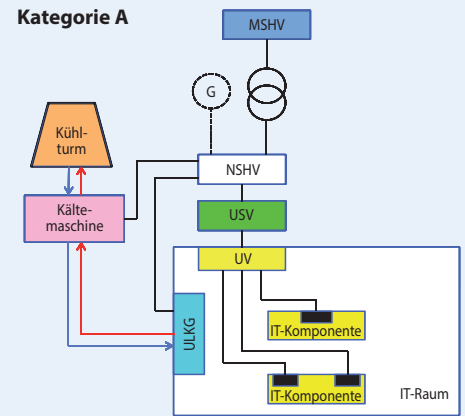 Kategorie A
MSHV
G
Kühl-
turm
NSHV
Kälte-
maschine
USV
UV
ULKG
IT-Komponente
IT-Komponente
IT-Raum